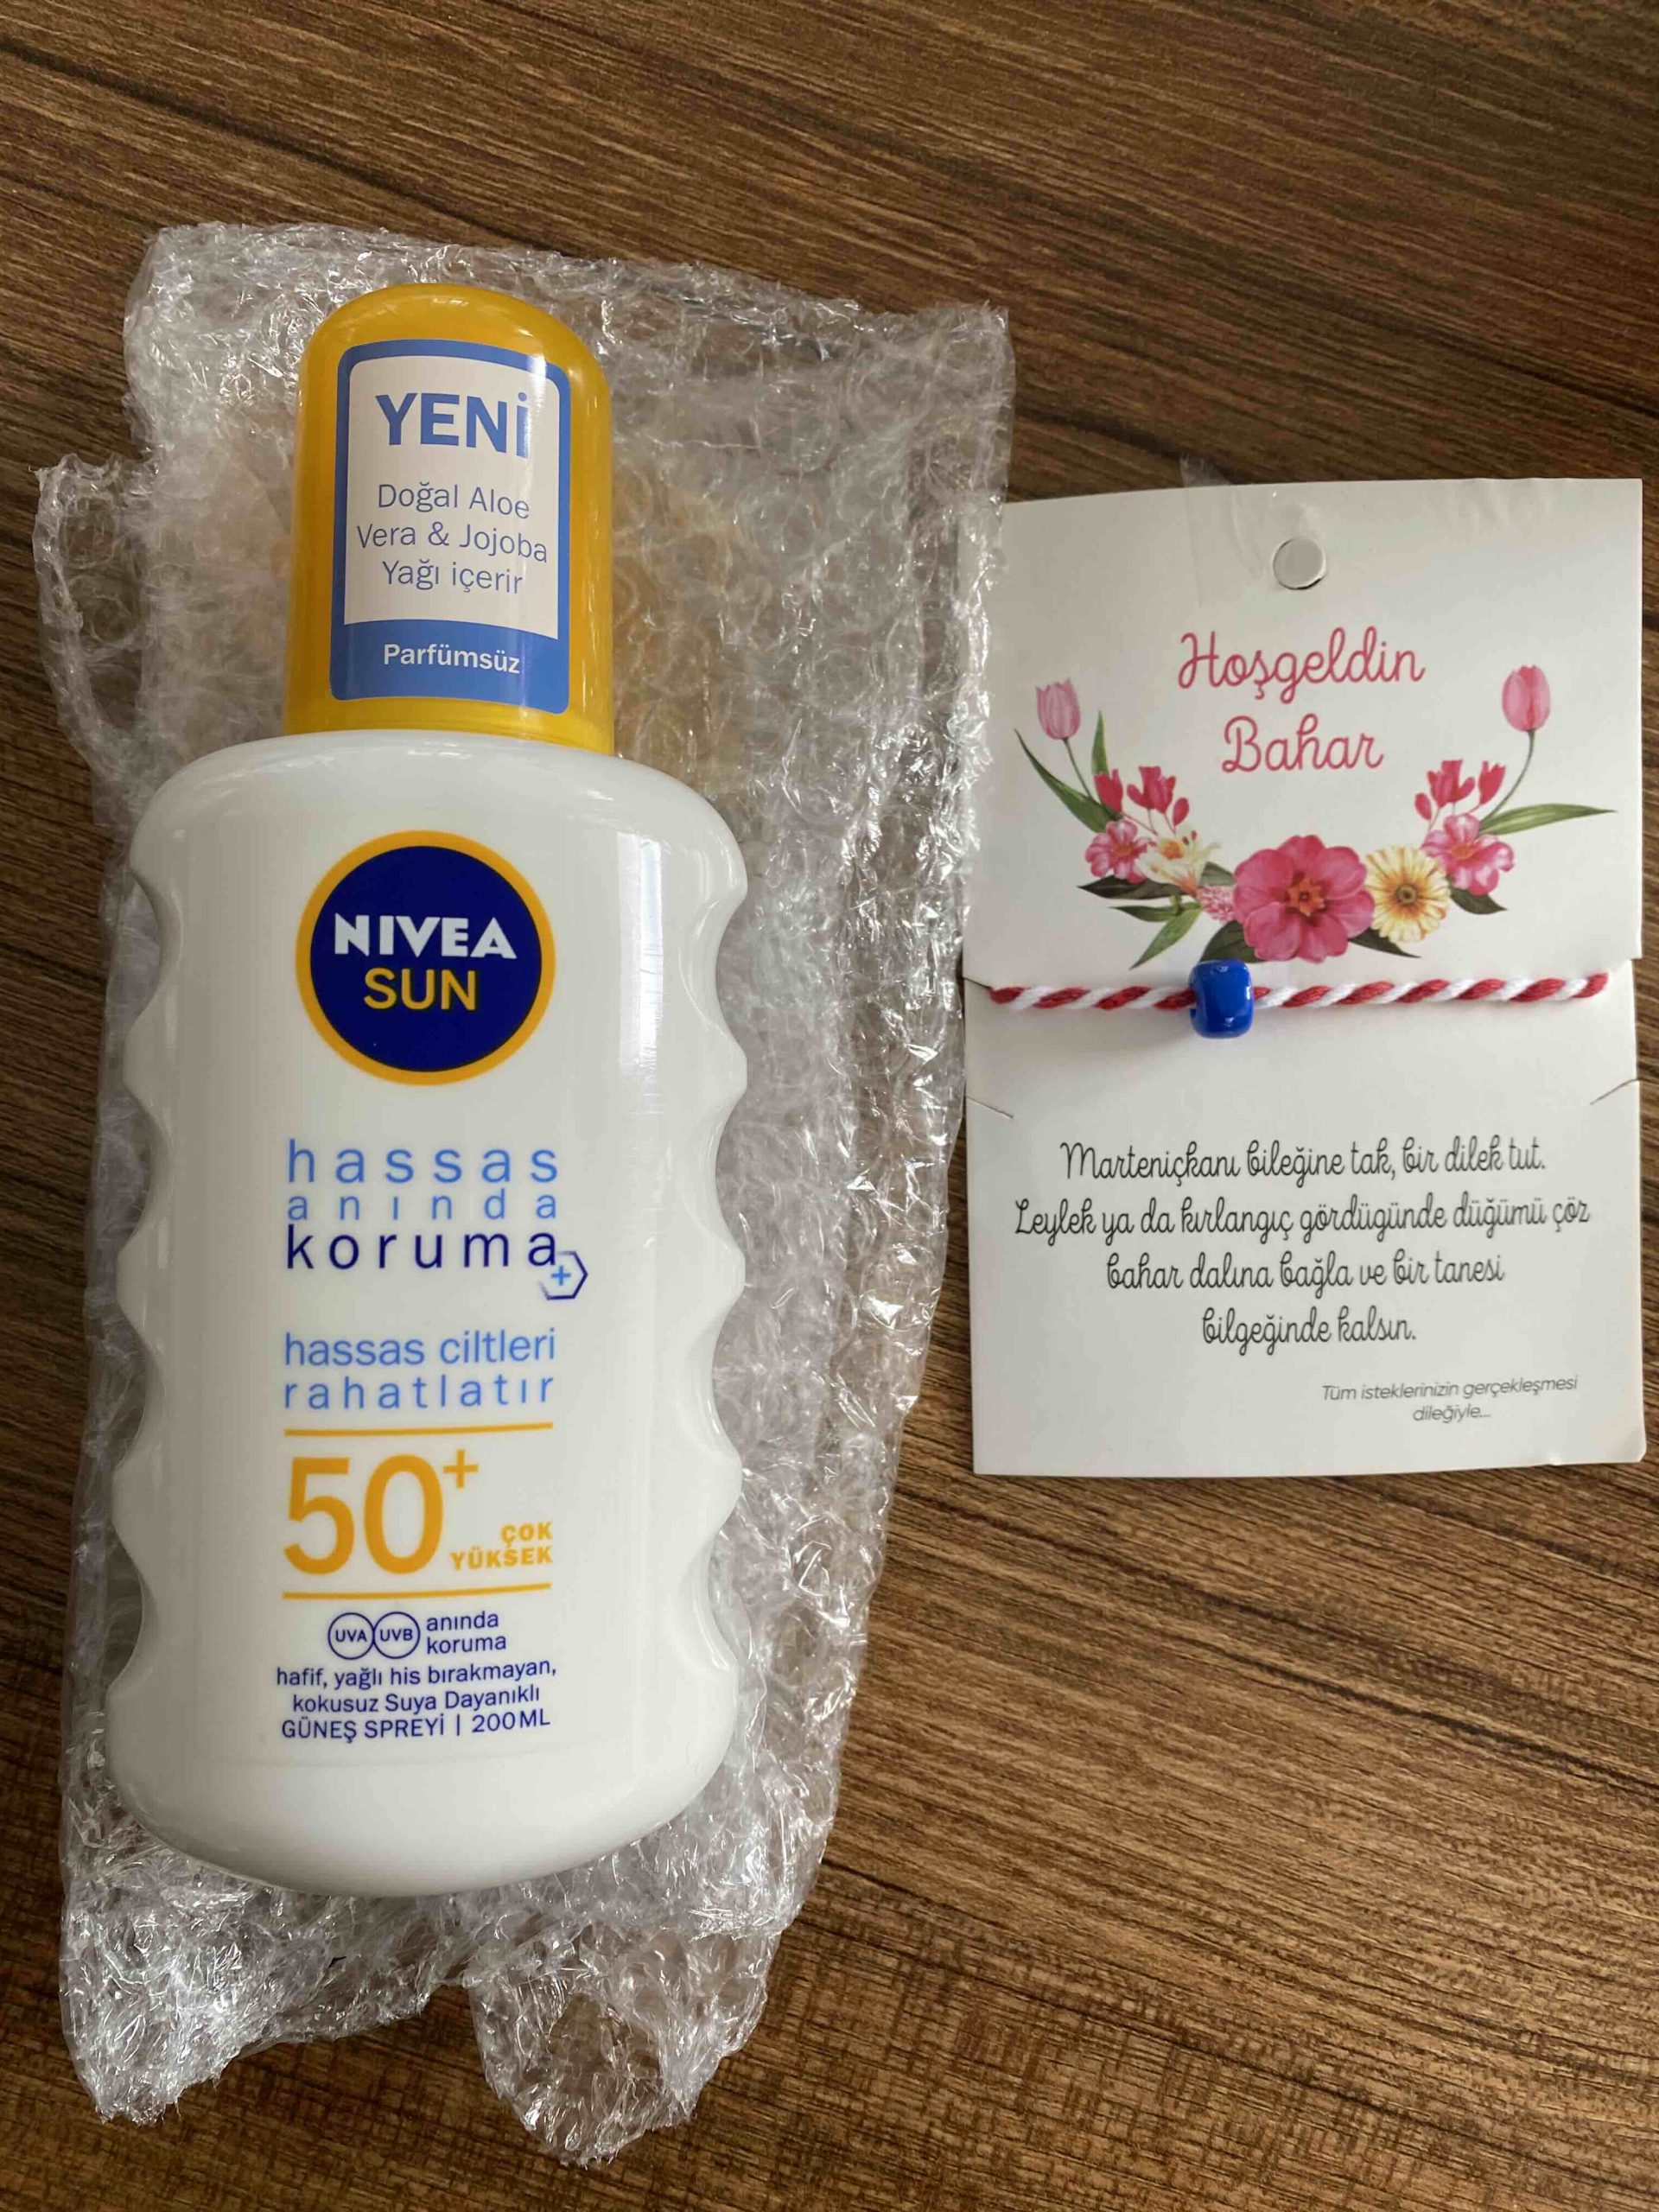 YENİ
Doğal Aloe
Vera & Jojoba
Yağı içerir
Parfümsüz
NIVEA
SUN
hassas
anında
koruma
+
hassas ciltleri
rahatlatır
50+
ÇOK
YÜKSEK
UVA UVB anında
koruma
hafif, yağlı his bırakmayan,
kokusuz Suya Dayanıklı
GÜNEŞ SPREYİ | 200ML
Hoşgeldin
Bahar
Marteniçkanı bileğine tak, bir dilek tut.
Leylek ya da kırlangıç gördügünde düğümü çöz
bahar dalına bağla ve bir tanesi
bilgeğinde kalsın.
Tüm isteklerinizin gerçekleşmesi
dileğiyle...